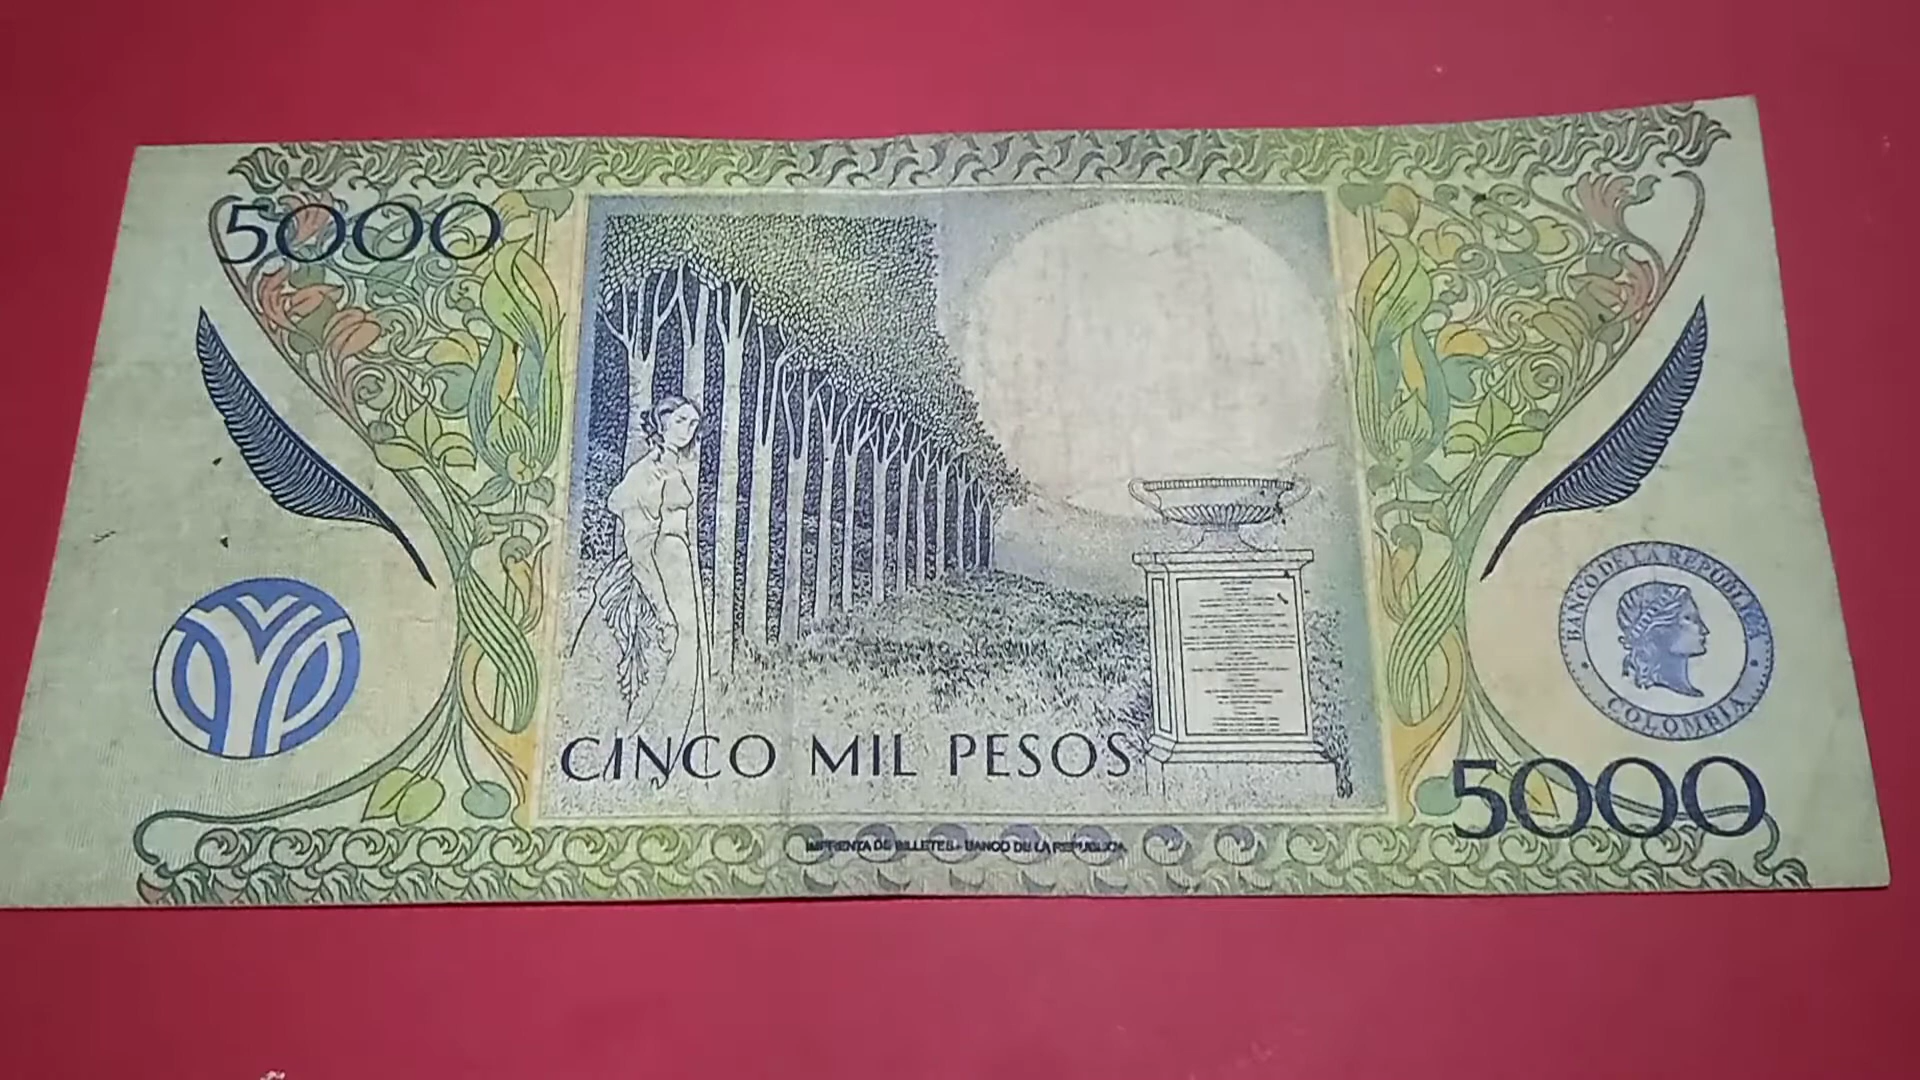 5000
BANCO DE LA REPUBLICA
COLOMBIA
CINCO MIL PESOS
5000
IMPRENTA DE BILLETES - BANCO DE LA REPUBLICA